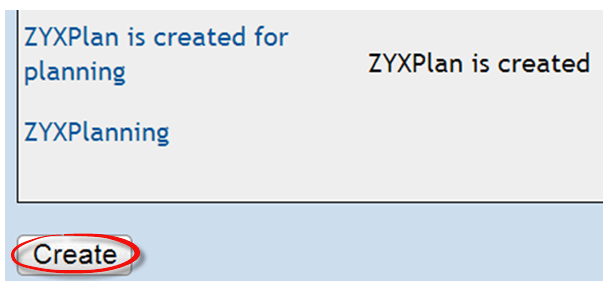 ZYXPlan is created for
planning
ZYXPlan is created
ZYXPlanning
Create